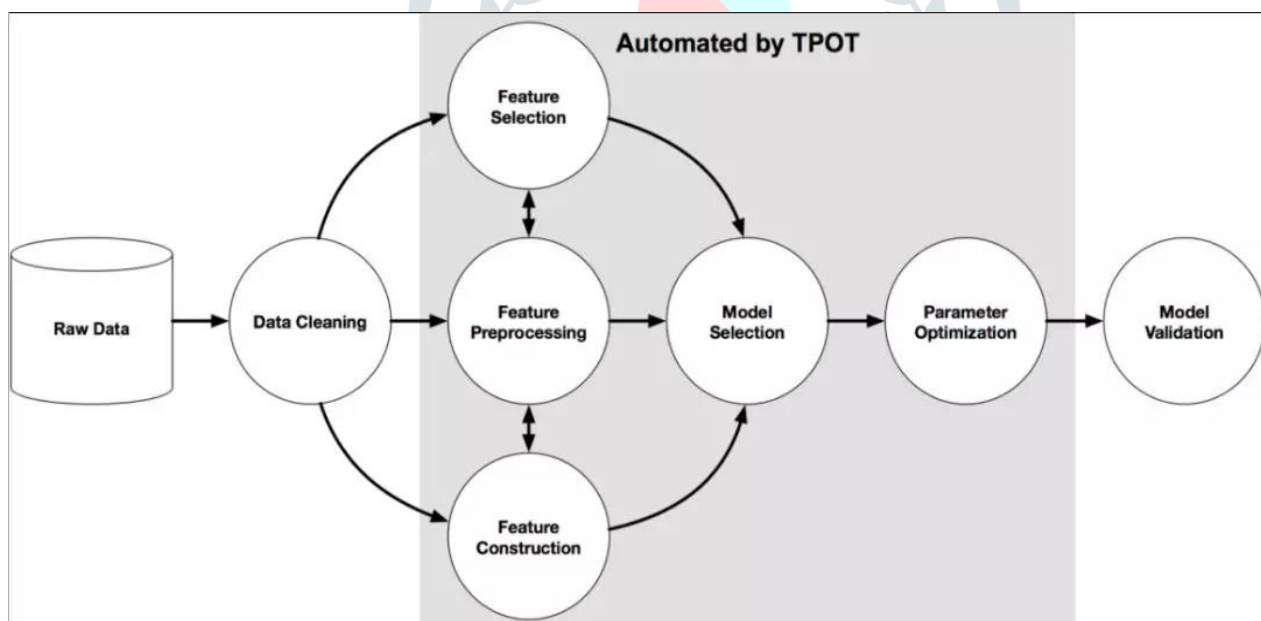 Automated by TPOT
Feature
Selection
Raw Data
Data Cleaning
Feature
Preprocessing
Model
Selection
Parameter
Optimization
Model
Validation
Feature
Construction